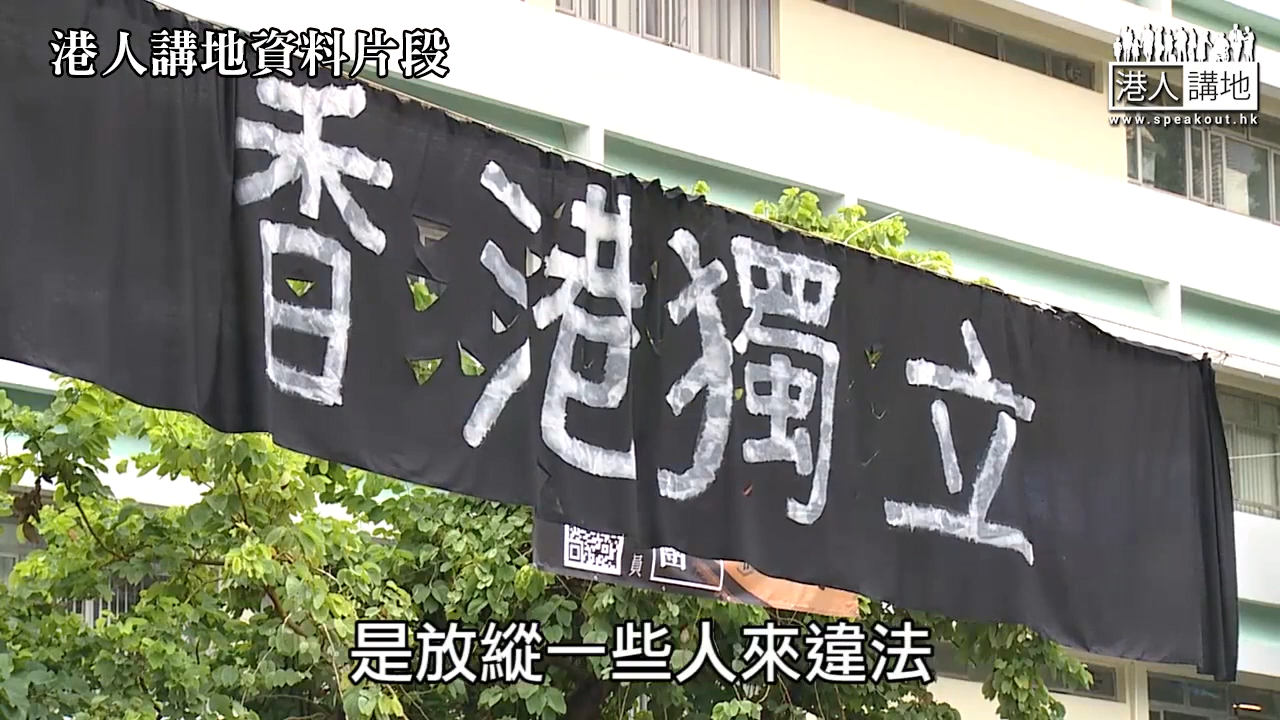 港人講地資料片段
港人講地
www.speakout.hk
香港獨立
員
是放縱一些人來違法